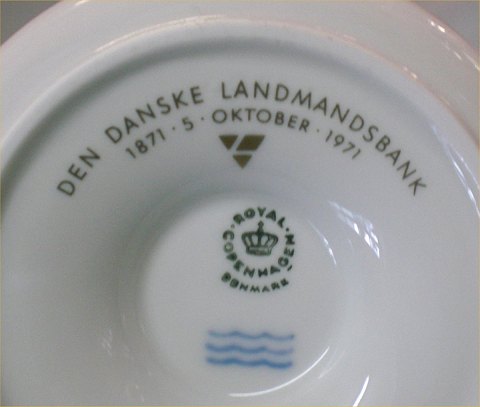 DEN DANSKE LANDMANDSBANK
1871 · 5 · OKTOBER · 1971
ROYAL
COPENHAGEN
DENMARK